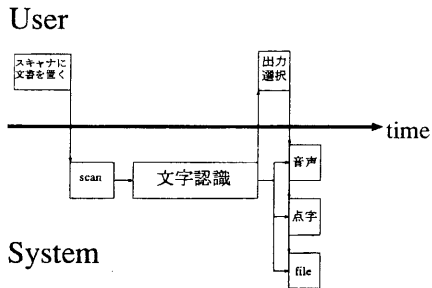 User
スキャナに
文書を置く
出力
選択
time
scan
文字認識
音声
点字
file
System